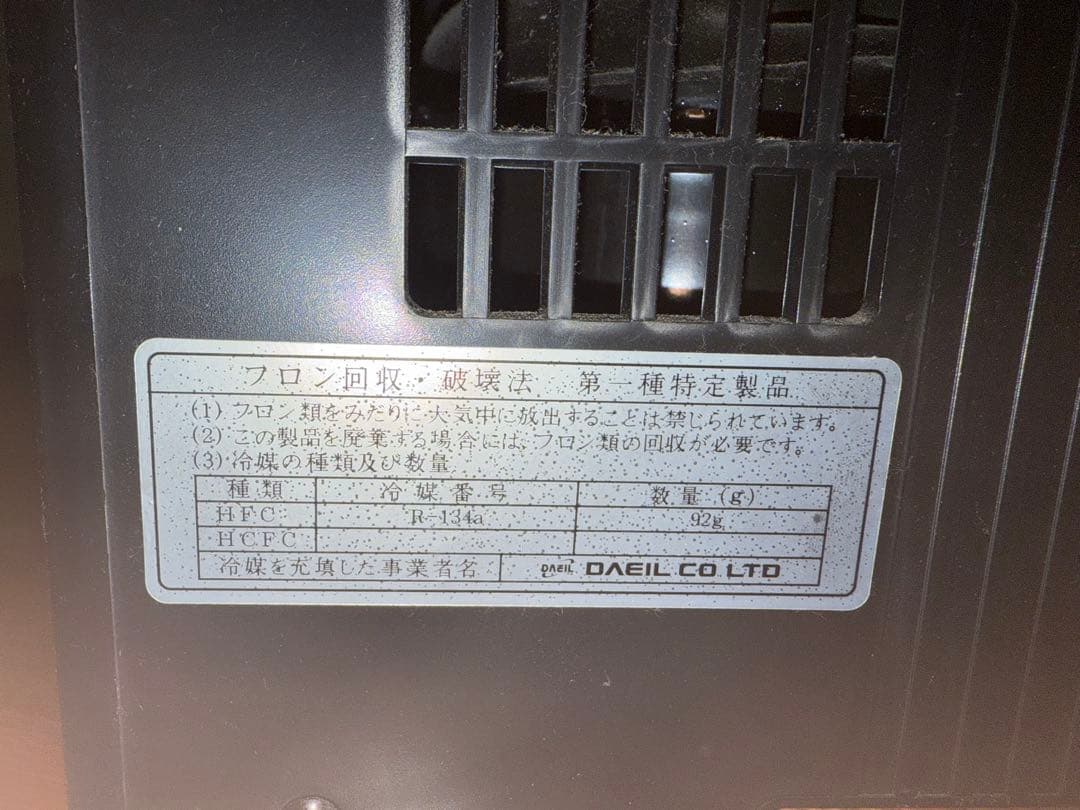 フロン回収・破壊法 第一種特定製品
(1) フロン類をみだりに大気中に放出することは禁じられています。
(2) この製品を廃棄する場合には、フロン類の回収が必要です。
(3) 冷媒の種類及び数量
種類 冷媒番号 数量 (g)
HFC R-134a 92g
HCFC
冷媒を充填した事業者名 DAEIL DAEIL CO LTD